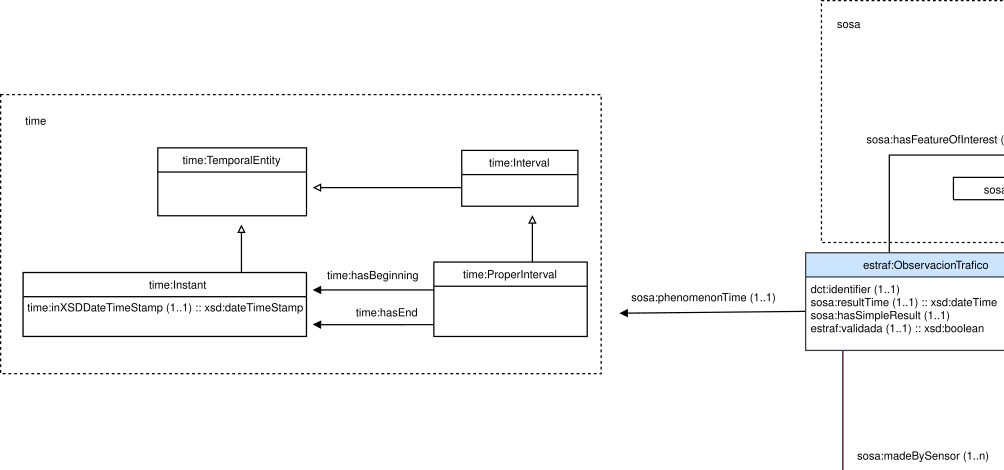 sosa
time
sosa:hasFeatureOfInterest (
time:TemporalEntity
time:Interval
sosa
estraf:ObservacionTrafico
time:hasBeginning
time:ProperInterval
time:Instant
dct:identifier (1..1)
sosa:phenomenonTime (1..1)
sosa:resultTime (1..1) :: xsd:dateTime
time:inXSDDateTimeStamp (1..1) :: xsd:dateTimeStamp
time:hasEnd
sosa:hasSimpleResult (1..1)
estraf:validada (1..1) :: xsd:boolean
sosa:madeBySensor (1..n)